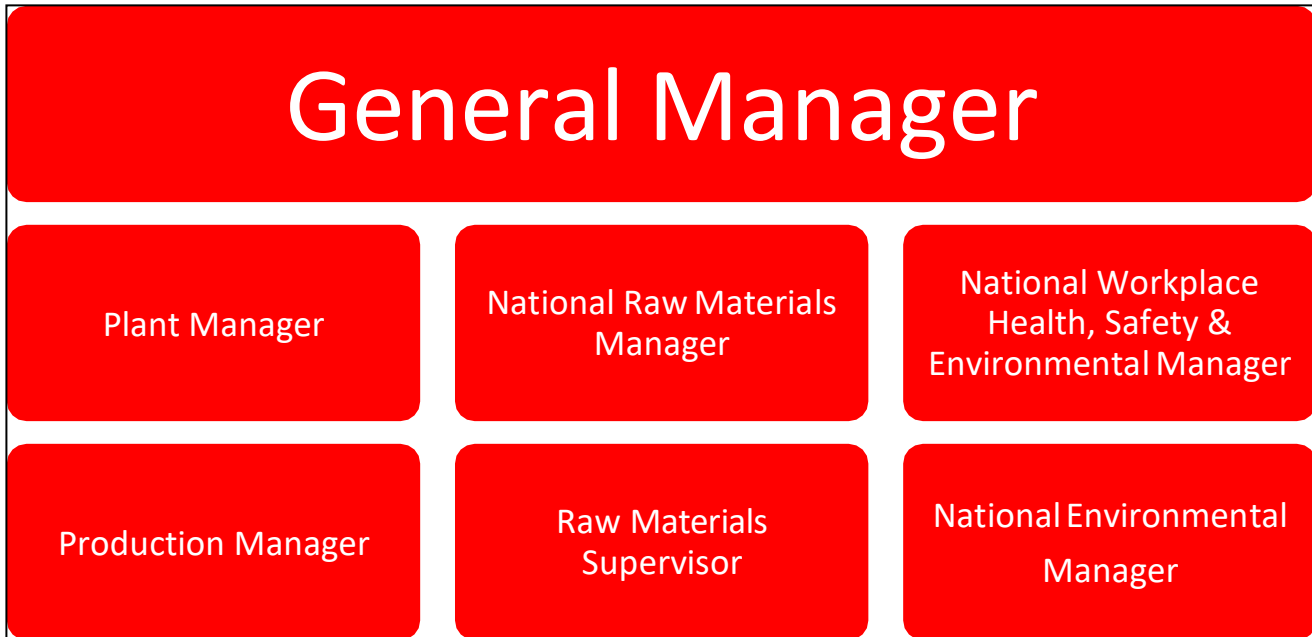 General Manager
Plant Manager
National Raw Materials
Manager
National Workplace
Health, Safety &
Environmental Manager
Production Manager
Raw Materials
Supervisor
National Environmental
Manager